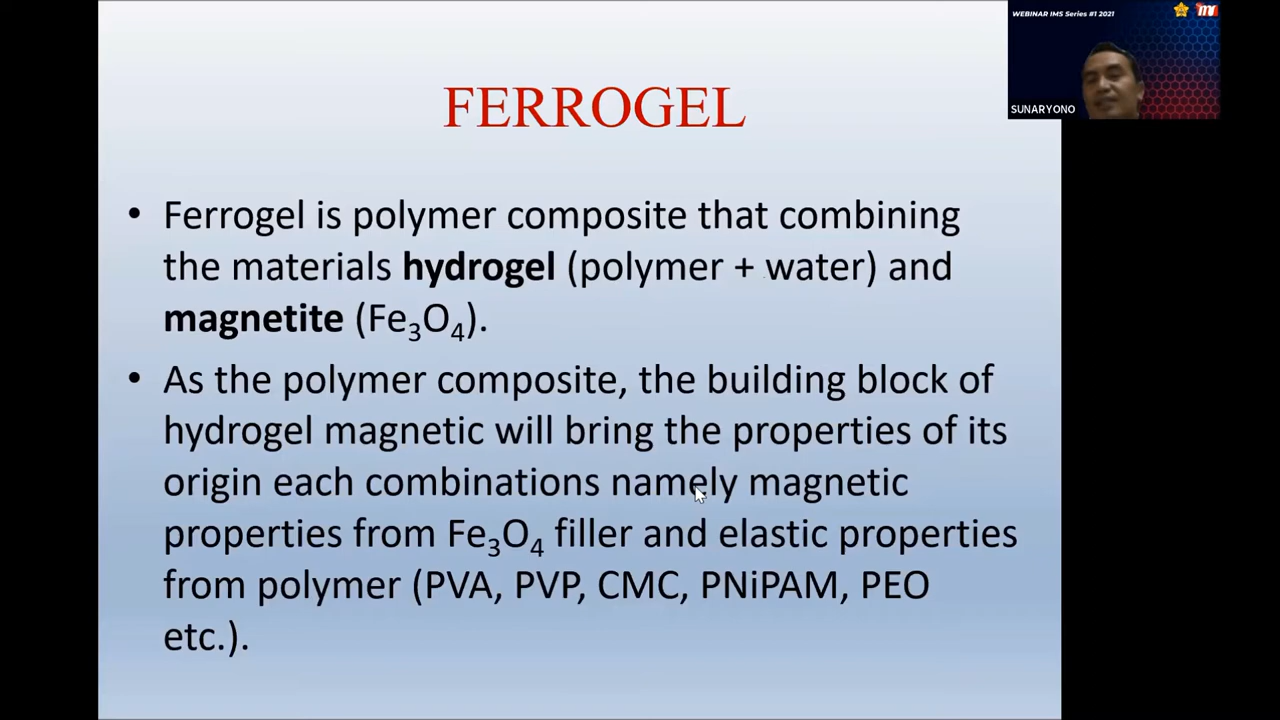 WEBINAR IMS Series #1 2021
SUNARYONO
FERROGEL
• Ferrogel is polymer composite that combining
the materials hydrogel (polymer + water) and
magnetite (Fe₃O₄).
• As the polymer composite, the building block of
hydrogel magnetic will bring the properties of its
origin each combinations namely magnetic
properties from Fe₃O₄ filler and elastic properties
from polymer (PVA, PVP, CMC, PNiPAM, PEO
etc.).